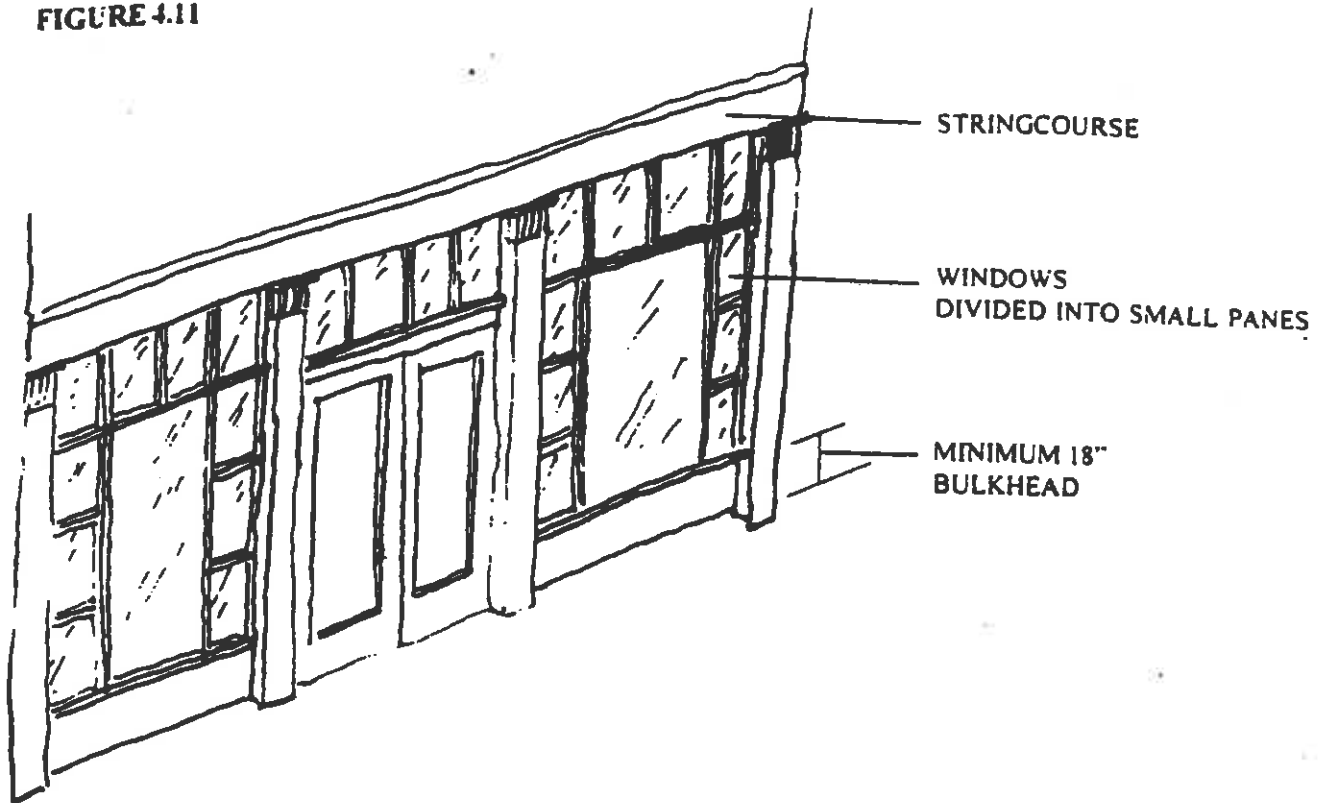 FIGURE 4.11
STRINGCOURSE
WINDOWS
DIVIDED INTO SMALL PANES
MINIMUM 18"
BULKHEAD